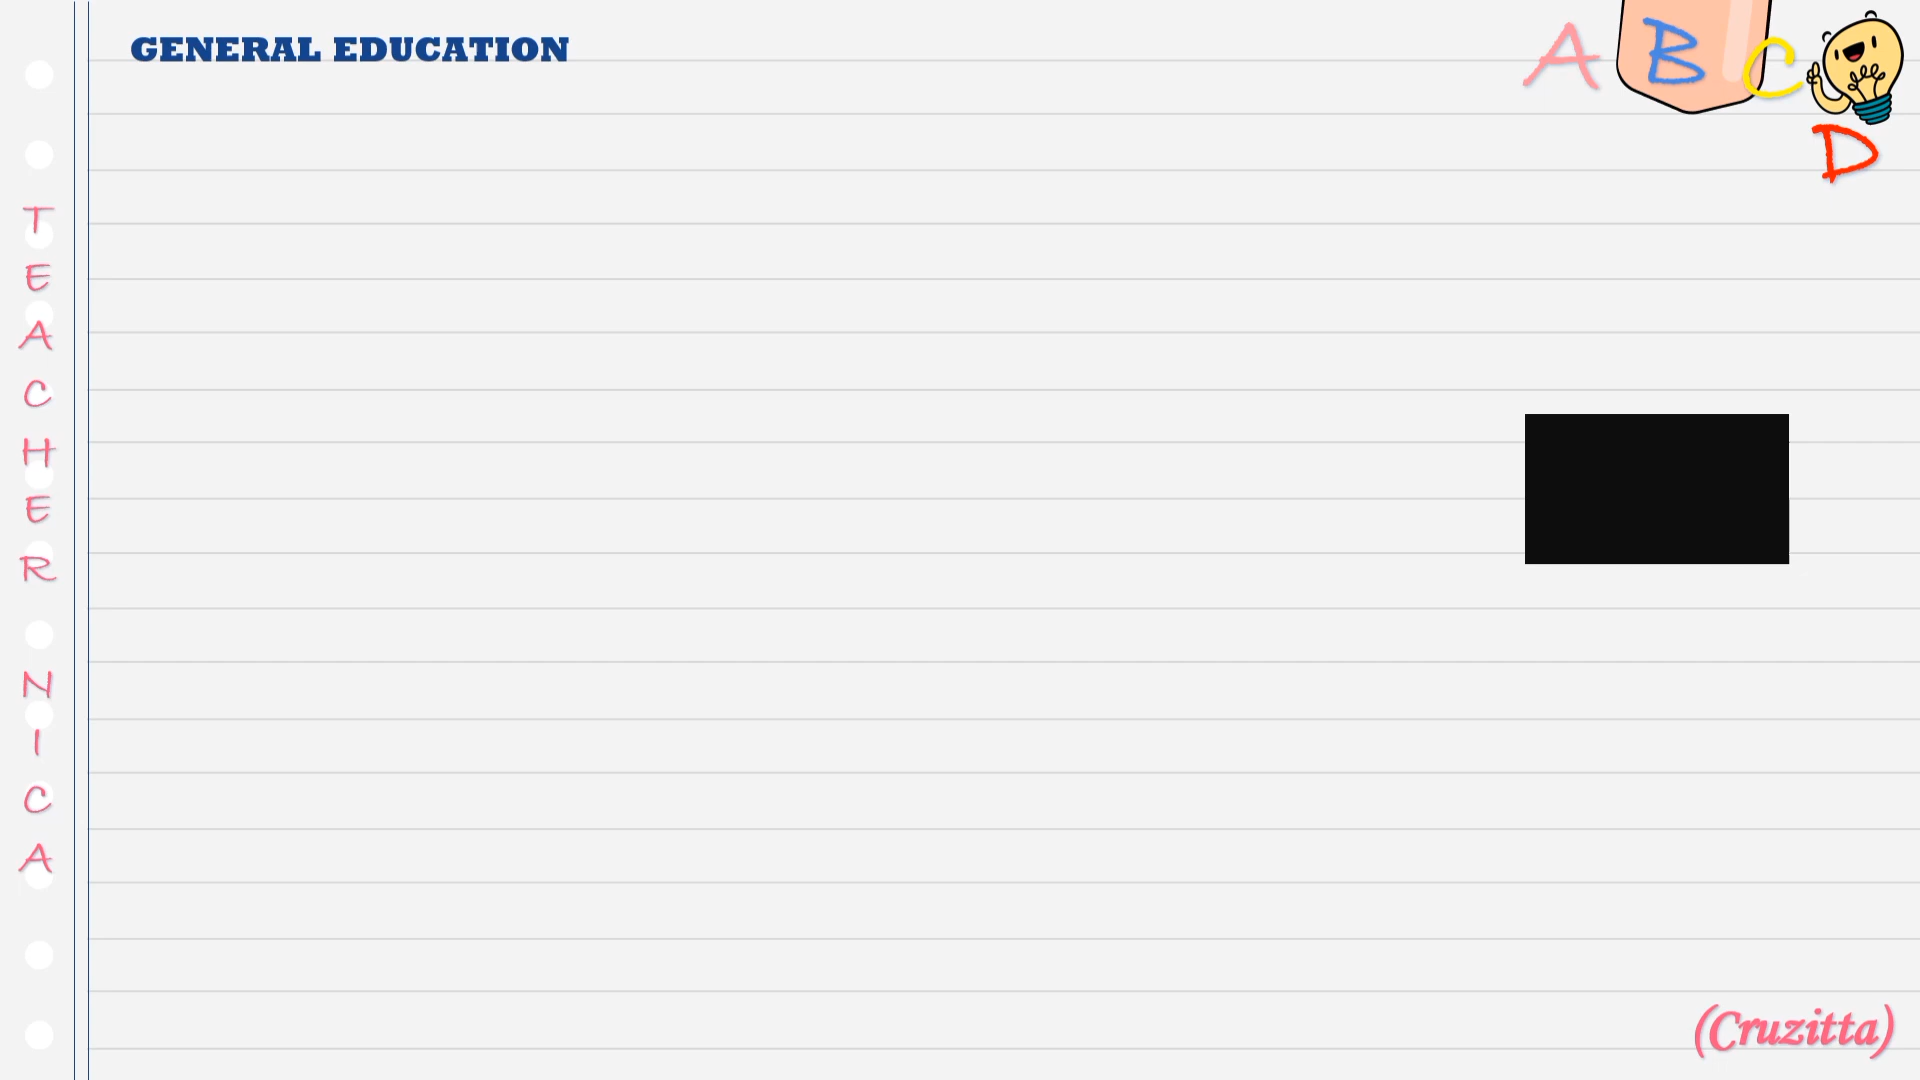 GENERAL EDUCATION
A B C
D
TEACHER NICA
(Cruzitta)